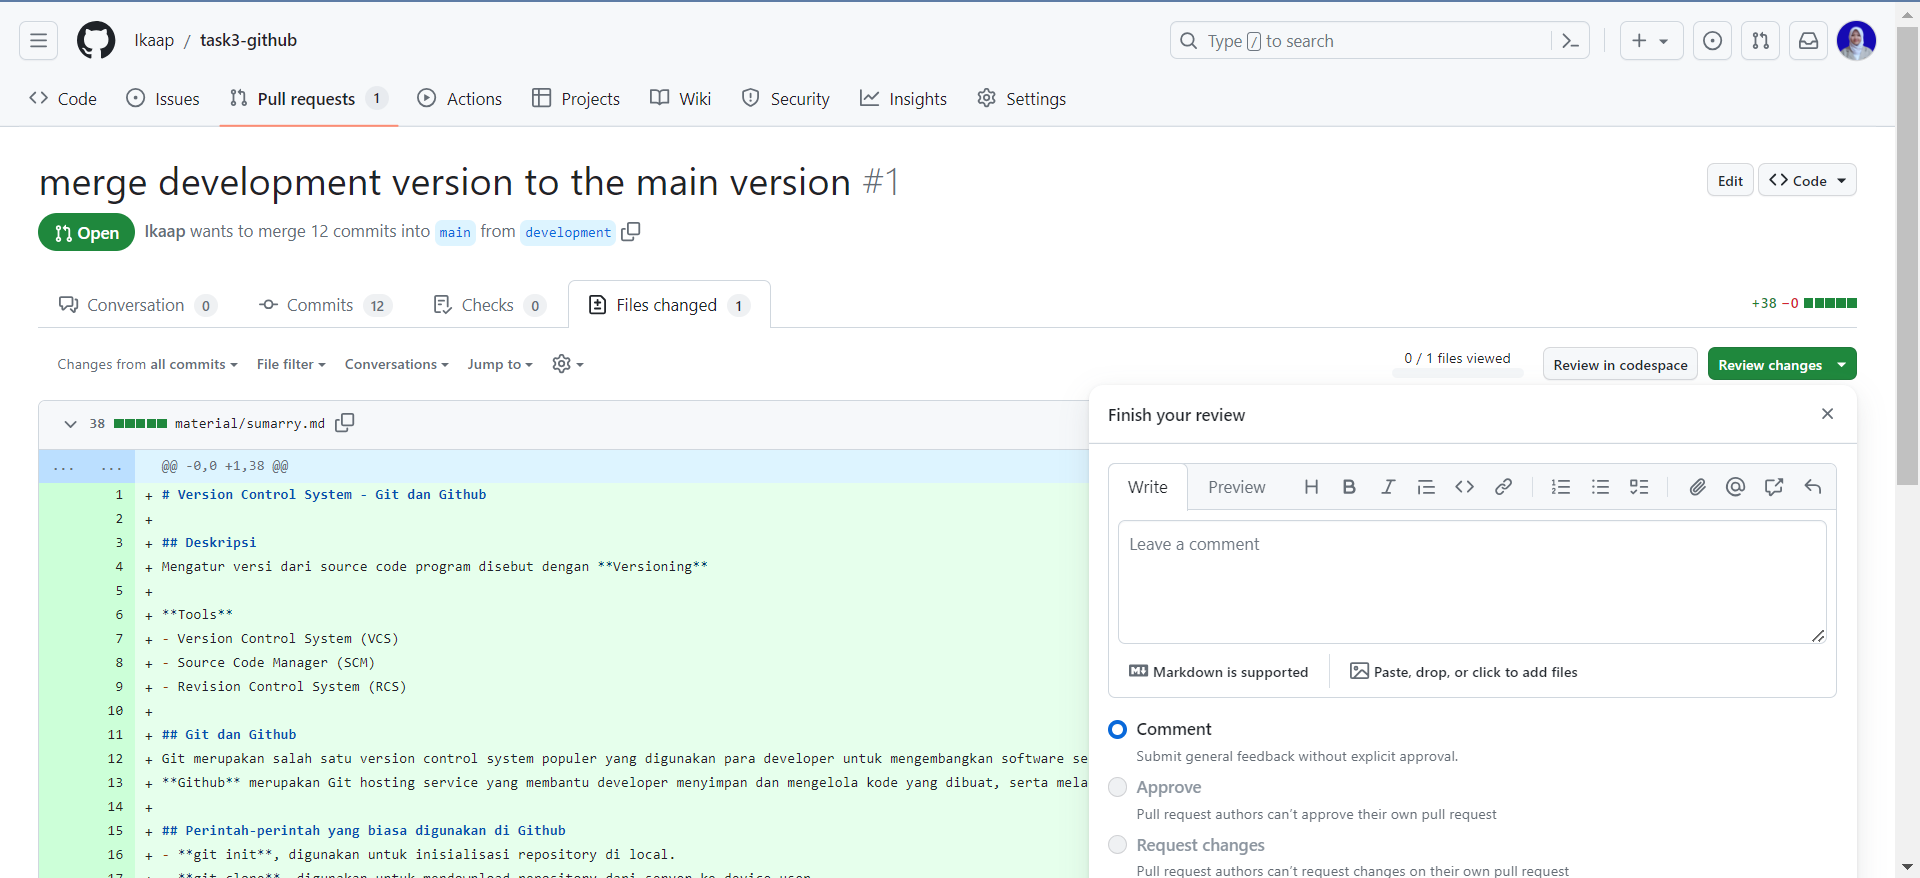 Ikaap / task3-github
Type / to search
Code Issues Pull requests 1 Actions Projects Wiki Security Insights Settings
merge development version to the main version #1
Edit Code
Open Ikaap wants to merge 12 commits into main from development
Conversation 0 Commits 12 Checks 0 Files changed 1
+38 −0
Changes from all commits File filter Conversations Jump to
0 / 1 files viewed
Review in codespace
Review changes
38 material/sumarry.md
... ... @@ -0,0 +1,38 @@
1 + # Version Control System - Git dan Github
2 +
3 + ## Deskripsi
4 + Mengatur versi dari source code program disebut dengan **Versioning**
5 +
6 + **Tools**
7 + - Version Control System (VCS)
8 + - Source Code Manager (SCM)
9 + - Revision Control System (RCS)
10 +
11 + ## Git dan Github
12 + Git merupakan salah satu version control system populer yang digunakan para developer untuk mengembangkan software se
13 + **Github** merupakan Git hosting service yang membantu developer menyimpan dan mengelola kode yang dibuat, serta mela
14 +
15 + ## Perintah-perintah yang biasa digunakan di Github
16 + - **git init**, digunakan untuk inisialisasi repository di local.
17 + - **git clone**, digunakan untuk mendownload repository dari server ke device user
Finish your review
Write Preview
Leave a comment
Markdown is supported
Paste, drop, or click to add files
Comment
Submit general feedback without explicit approval.
Approve
Pull request authors can’t approve their own pull request
Request changes
Pull request authors can’t request changes on their own pull request